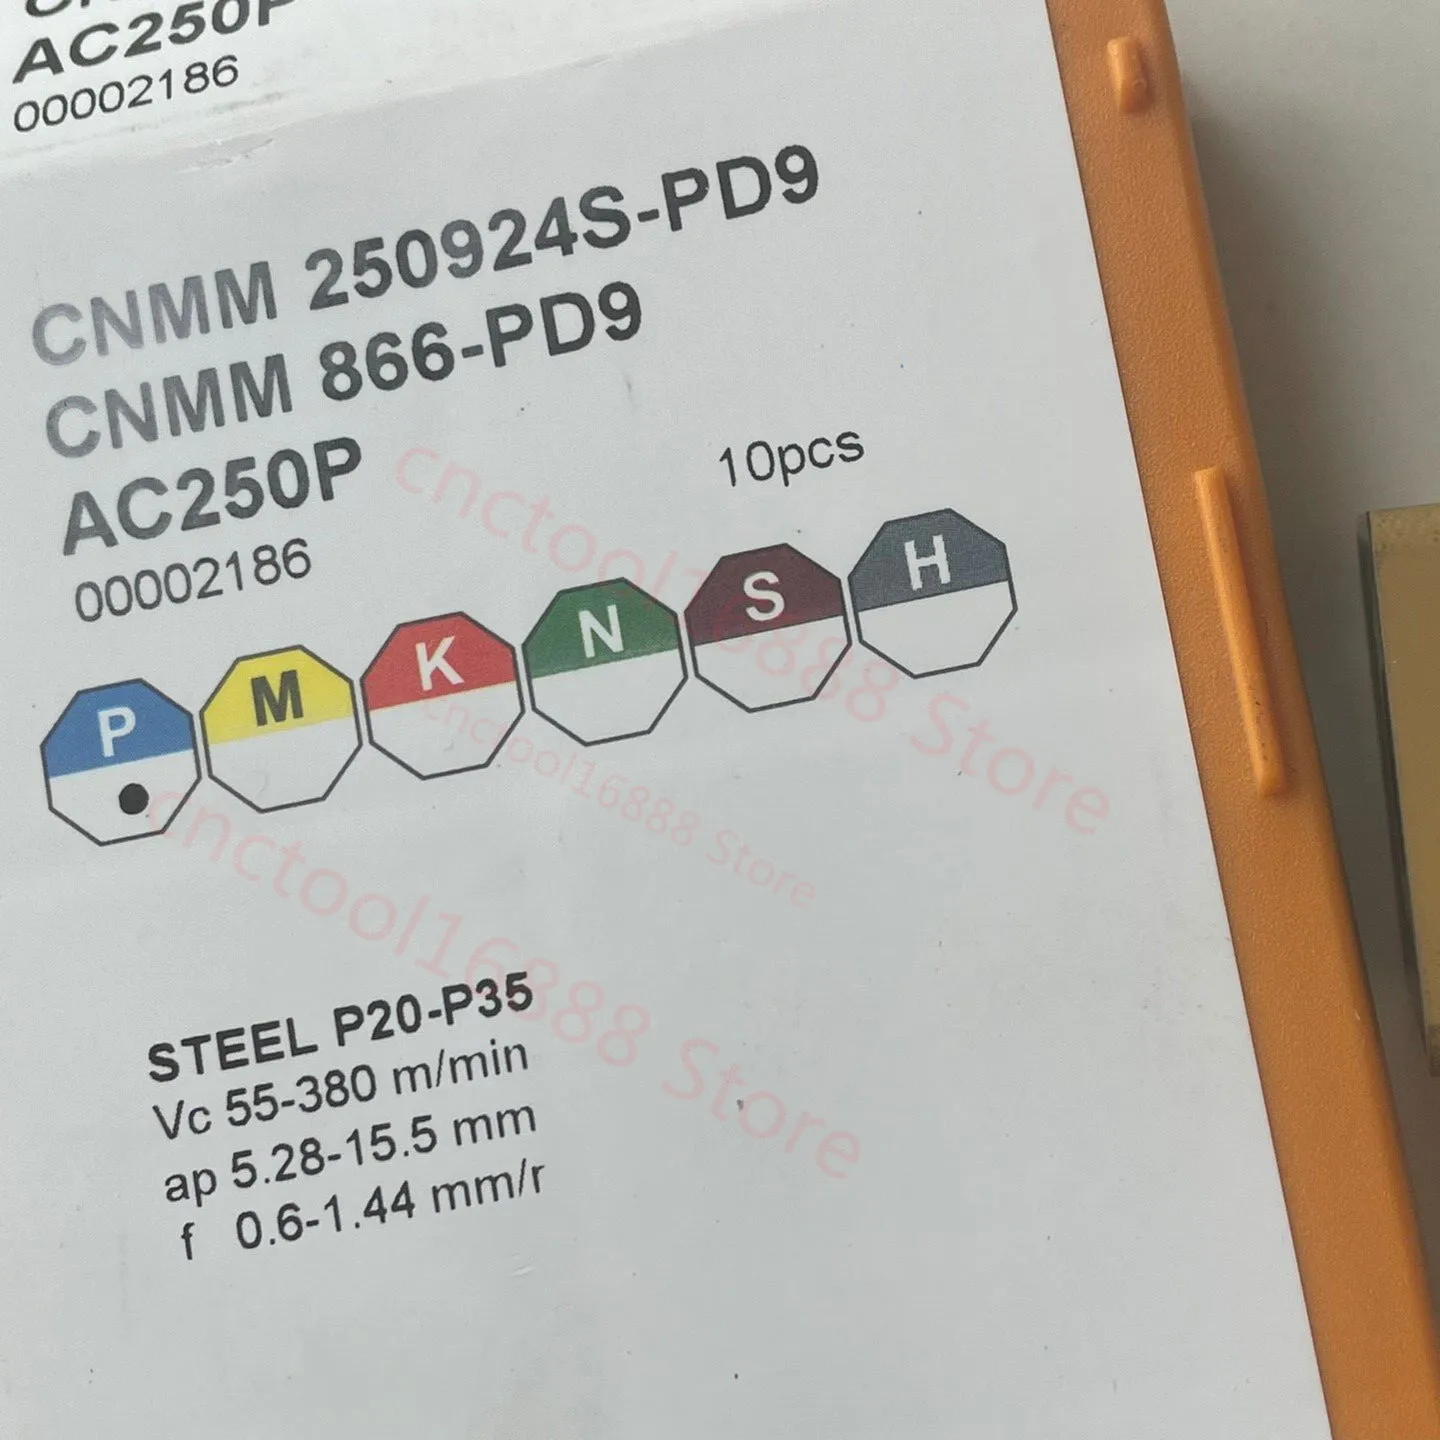 AC250P
00002186
CNMM 250924S-PD9
CNMM 866-PD9
AC250P
10pcs
00002186
P M K N S H
STEEL P20-P35
Vc 55-380 m/min
ap 5.28-15.5 mm
f 0.6-1.44 mm/r
cnctool16888 Store
cnctool16888 Store
cnctool16888 Store